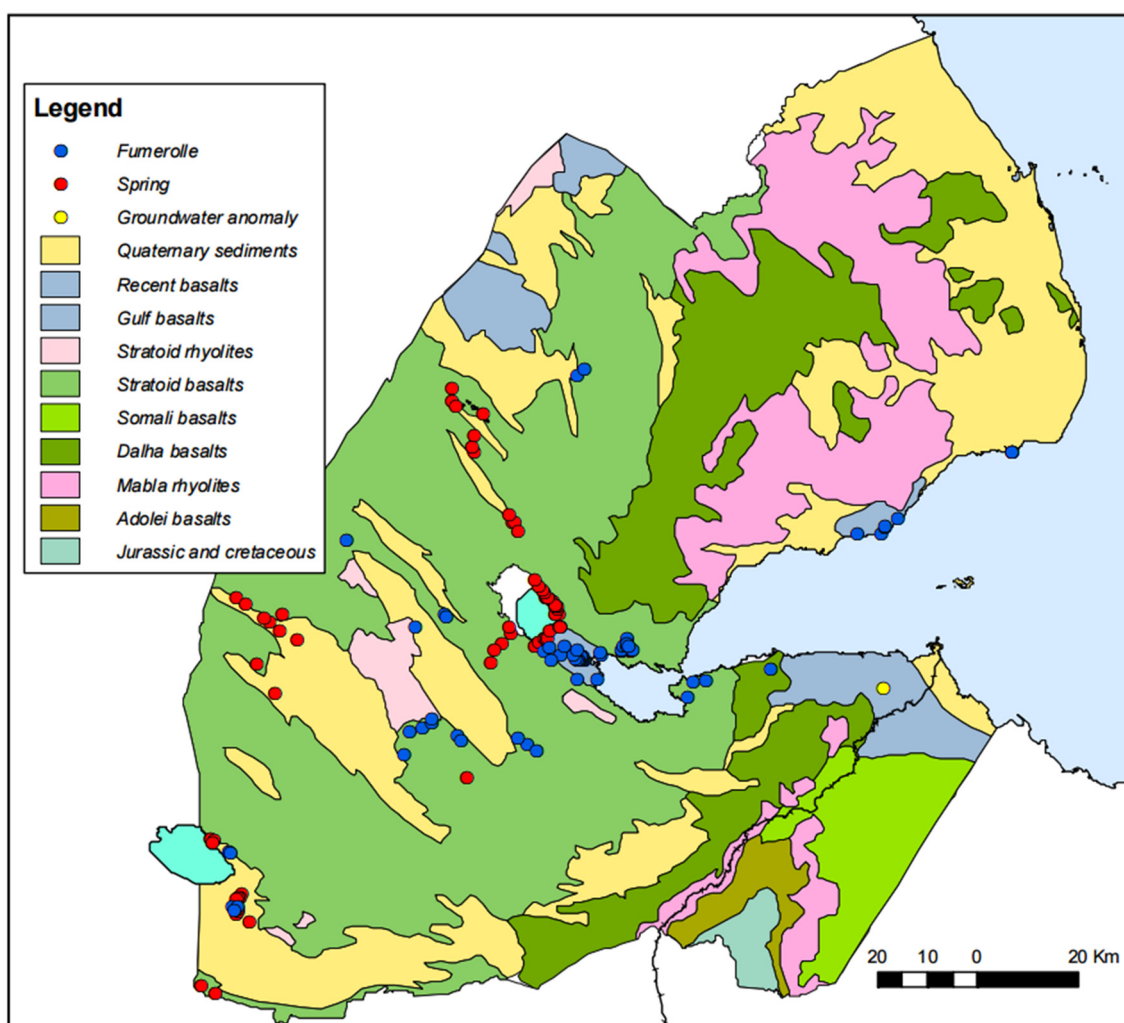 Legend
Fumerolle
Spring
Groundwater anomaly
Quaternary sediments
Recent basalts
Gulf basalts
Stratoid rhyolites
Stratoid basalts
Somali basalts
Dalha basalts
Mabla rhyolites
Adolei basalts
Jurassic and cretaceous
20 10 0 20 Km